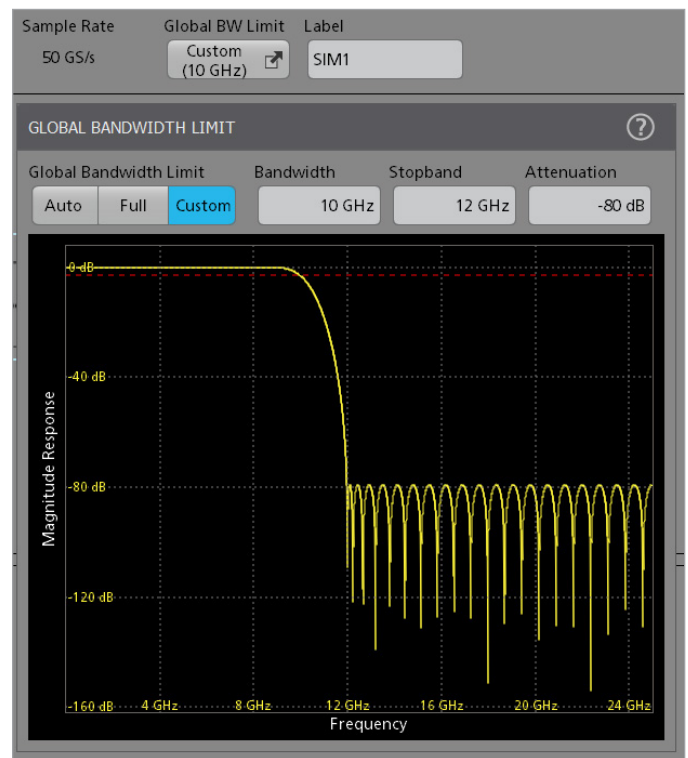 Sample Rate Global BW Limit Label
50 GS/s Custom (10 GHz) SIM1
GLOBAL BANDWIDTH LIMIT ?
Global Bandwidth Limit Bandwidth Stopband Attenuation
Auto Full Custom 10 GHz 12 GHz -80 dB
0 dB
-40 dB
Magnitude Response
-80 dB
-120 dB
-160 dB 4 GHz 8 GHz 12 GHz 16 GHz 20 GHz 24 GHz
Frequency